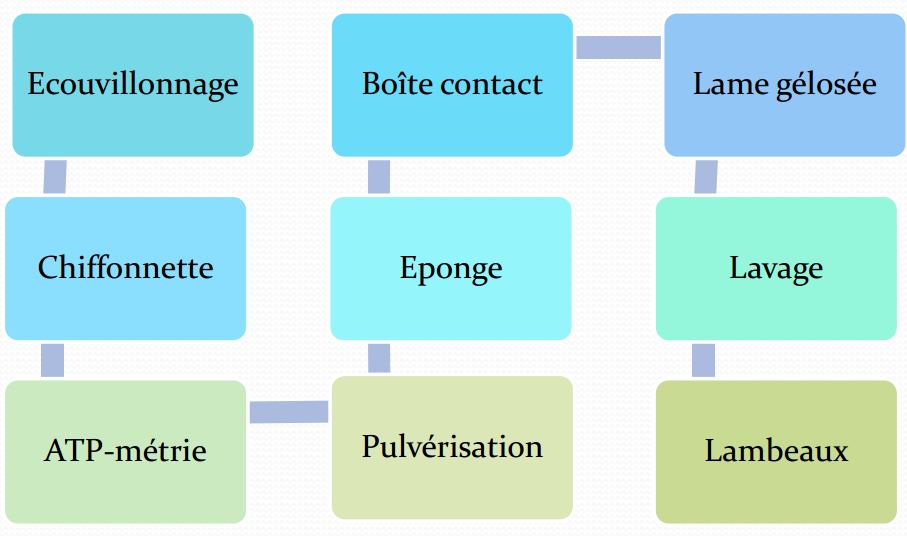 Ecouvillonnage
Chiffonnette
ATP-métrie
Pulvérisation
Eponge
Boîte contact
Lame gélosée
Lavage
Lambeaux